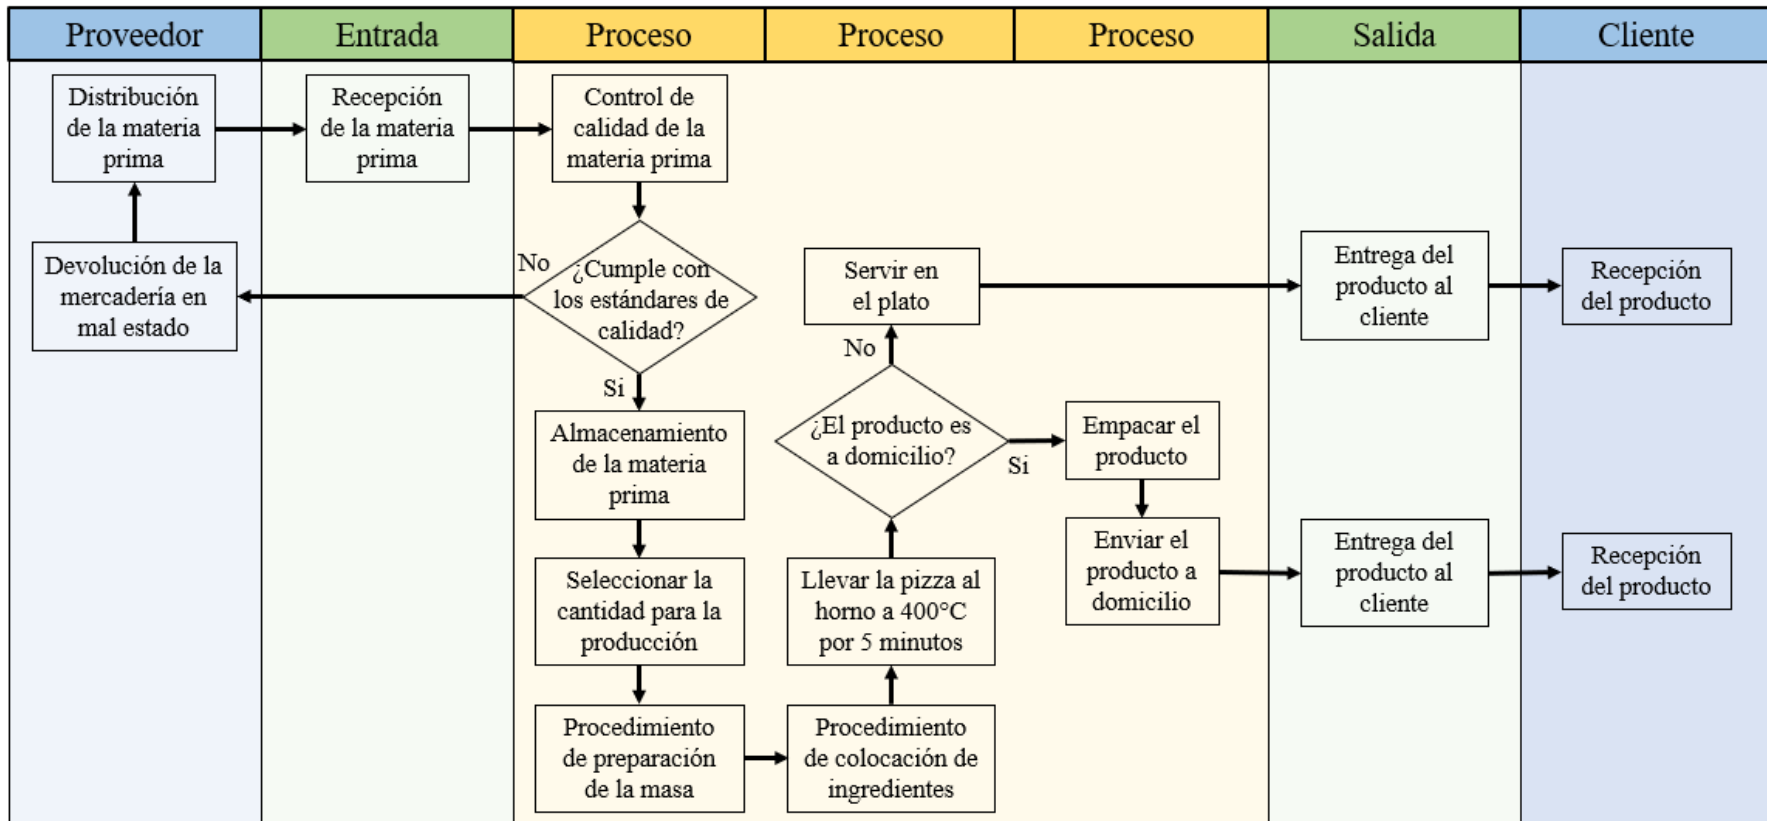 Proveedor
Entrada
Proceso
Proceso
Proceso
Salida
Cliente
Distribución
de la materia
prima
Recepción
de la materia
prima
Control de
calidad de la
materia prima
Devolución de la
mercadería en
mal estado
No
¿Cumple con
los estándares de
calidad?
Si
Almacenamiento
de la materia
prima
Seleccionar la
cantidad para la
producción
Procedimiento
de preparación
de la masa
Procedimiento
de colocación de
ingredientes
Llevar la pizza al
horno a 400°C
por 5 minutos
¿El producto es
a domicilio?
No
Servir en
el plato
Entrega del
producto al
cliente
Recepción
del producto
Si
Empacar el
producto
Enviar el
producto a
domicilio
Entrega del
producto al
cliente
Recepción
del producto